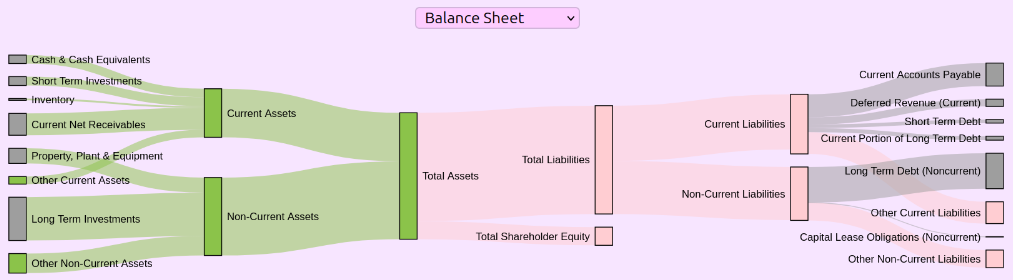 Balance Sheet
Cash & Cash Equivalents
Short Term Investments
Inventory
Current Net Receivables
Property, Plant & Equipment
Other Current Assets
Long Term Investments
Other Non-Current Assets
Current Assets
Non-Current Assets
Total Assets
Total Liabilities
Total Shareholder Equity
Current Liabilities
Non-Current Liabilities
Current Accounts Payable
Deferred Revenue (Current)
Short Term Debt
Current Portion of Long Term Debt
Long Term Debt (Noncurrent)
Other Current Liabilities
Capital Lease Obligations (Noncurrent)
Other Non-Current Liabilities